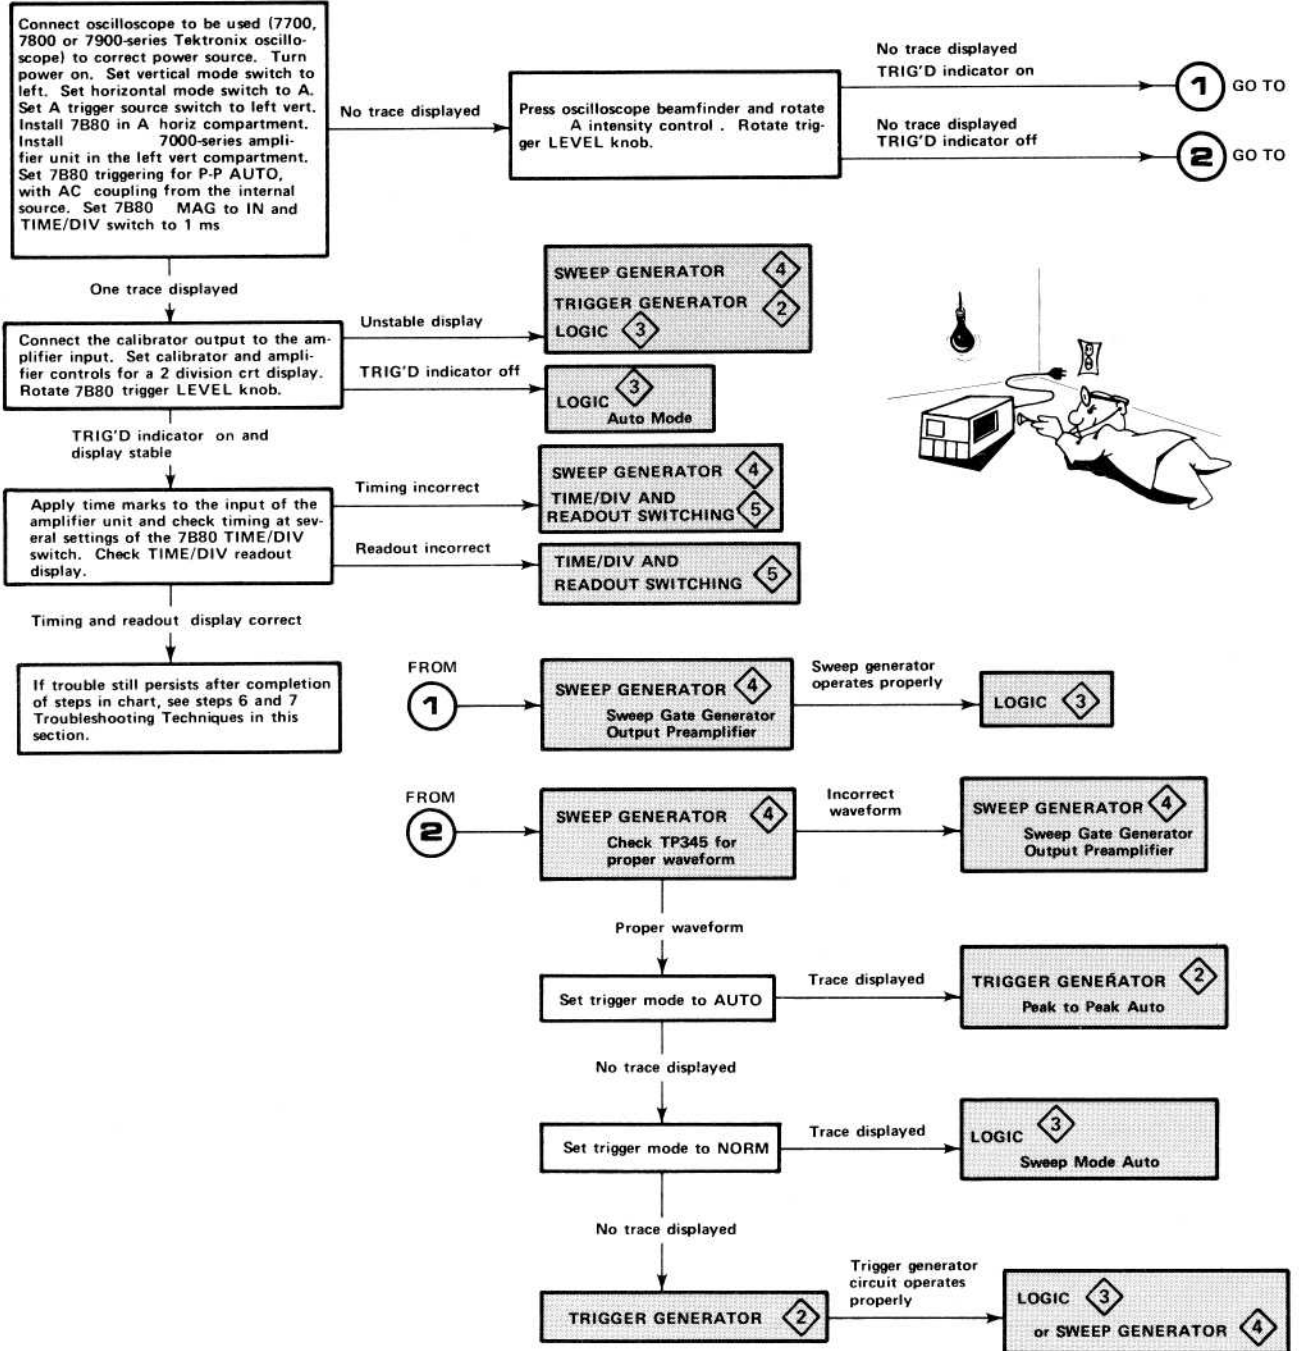 Connect oscilloscope to be used (7700,
7800 or 7900-series Tektronix oscillo-
scope) to correct power source. Turn
power on. Set vertical mode switch to
left. Set horizontal mode switch to A.
Set A trigger source switch to left vert.
Install 7B80 in A horiz compartment.
Install 7000-series ampli-
fier unit in the left vert compartment.
Set 7B80 triggering for P-P AUTO,
with AC coupling from the internal
source. Set 7B80 MAG to IN and
TIME/DIV switch to 1 ms
No trace displayed
Press oscilloscope beamfinder and rotate
A intensity control . Rotate trig-
ger LEVEL knob.
No trace displayed
TRIG'D indicator on
1 GO TO
No trace displayed
TRIG'D indicator off
2 GO TO
One trace displayed
Connect the calibrator output to the am-
plifier input. Set calibrator and ampli-
fier controls for a 2 division crt display.
Rotate 7B80 trigger LEVEL knob.
Unstable display
SWEEP GENERATOR 4
TRIGGER GENERATOR 2
LOGIC 3
TRIG'D indicator off
LOGIC 3
Auto Mode
TRIG'D indicator on and
display stable
Apply time marks to the input of the
amplifier unit and check timing at sev-
eral settings of the 7B80 TIME/DIV
switch. Check TIME/DIV readout
display.
Timing incorrect
SWEEP GENERATOR 4
TIME/DIV AND
READOUT SWITCHING 5
Readout incorrect
TIME/DIV AND
READOUT SWITCHING 5
Timing and readout display correct
If trouble still persists after completion
of steps in chart, see steps 6 and 7
Troubleshooting Techniques in this
section.
FROM
1
SWEEP GENERATOR 4
Sweep Gate Generator
Output Preamplifier
Sweep generator
operates properly
LOGIC 3
FROM
2
SWEEP GENERATOR 4
Check TP345 for
proper waveform
Incorrect
waveform
SWEEP GENERATOR 4
Sweep Gate Generator
Output Preamplifier
Proper waveform
Set trigger mode to AUTO
Trace displayed
TRIGGER GENERATOR 2
Peak to Peak Auto
No trace displayed
Set trigger mode to NORM
Trace displayed
LOGIC 3
Sweep Mode Auto
No trace displayed
TRIGGER GENERATOR 2
Trigger generator
circuit operates
properly
LOGIC 3
or SWEEP GENERATOR 4